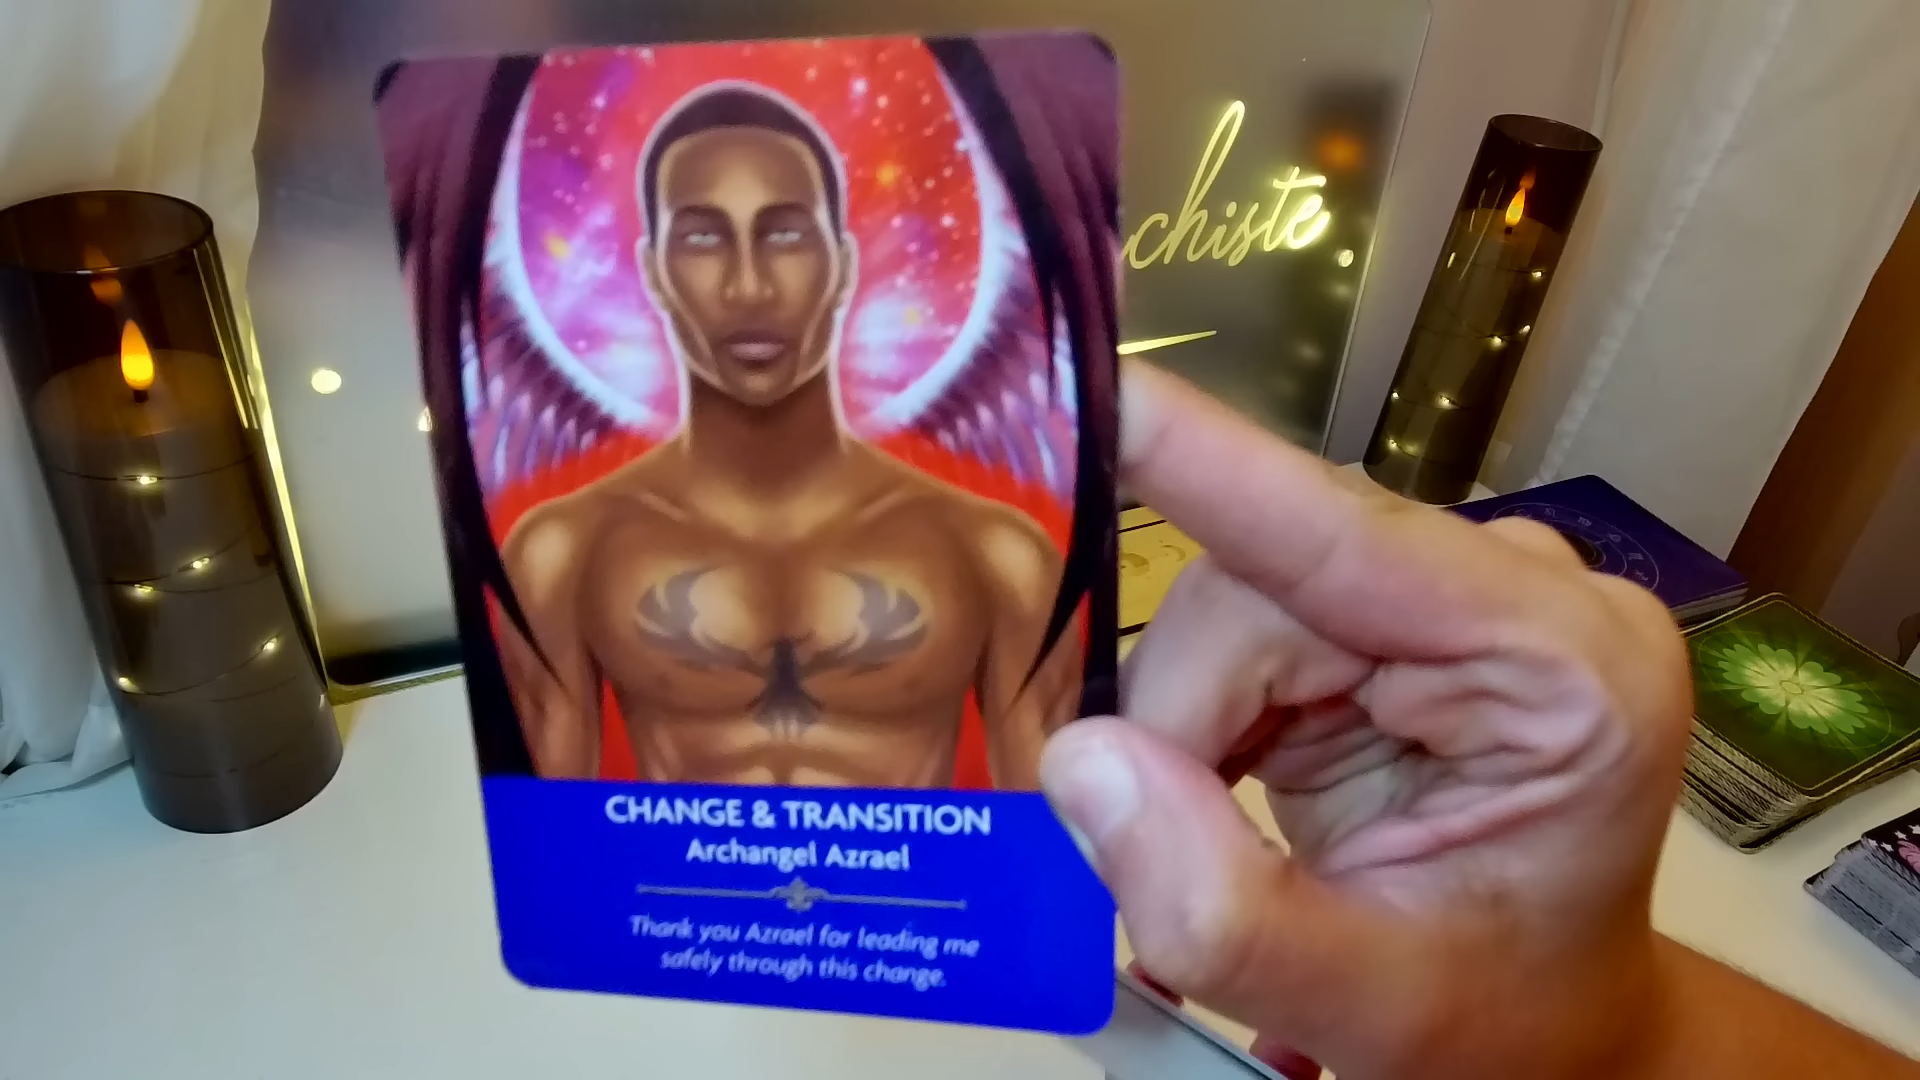 chiste
CHANGE & TRANSITION
Archangel Azrael
Thank you Azrael for leading me
safely through this change.